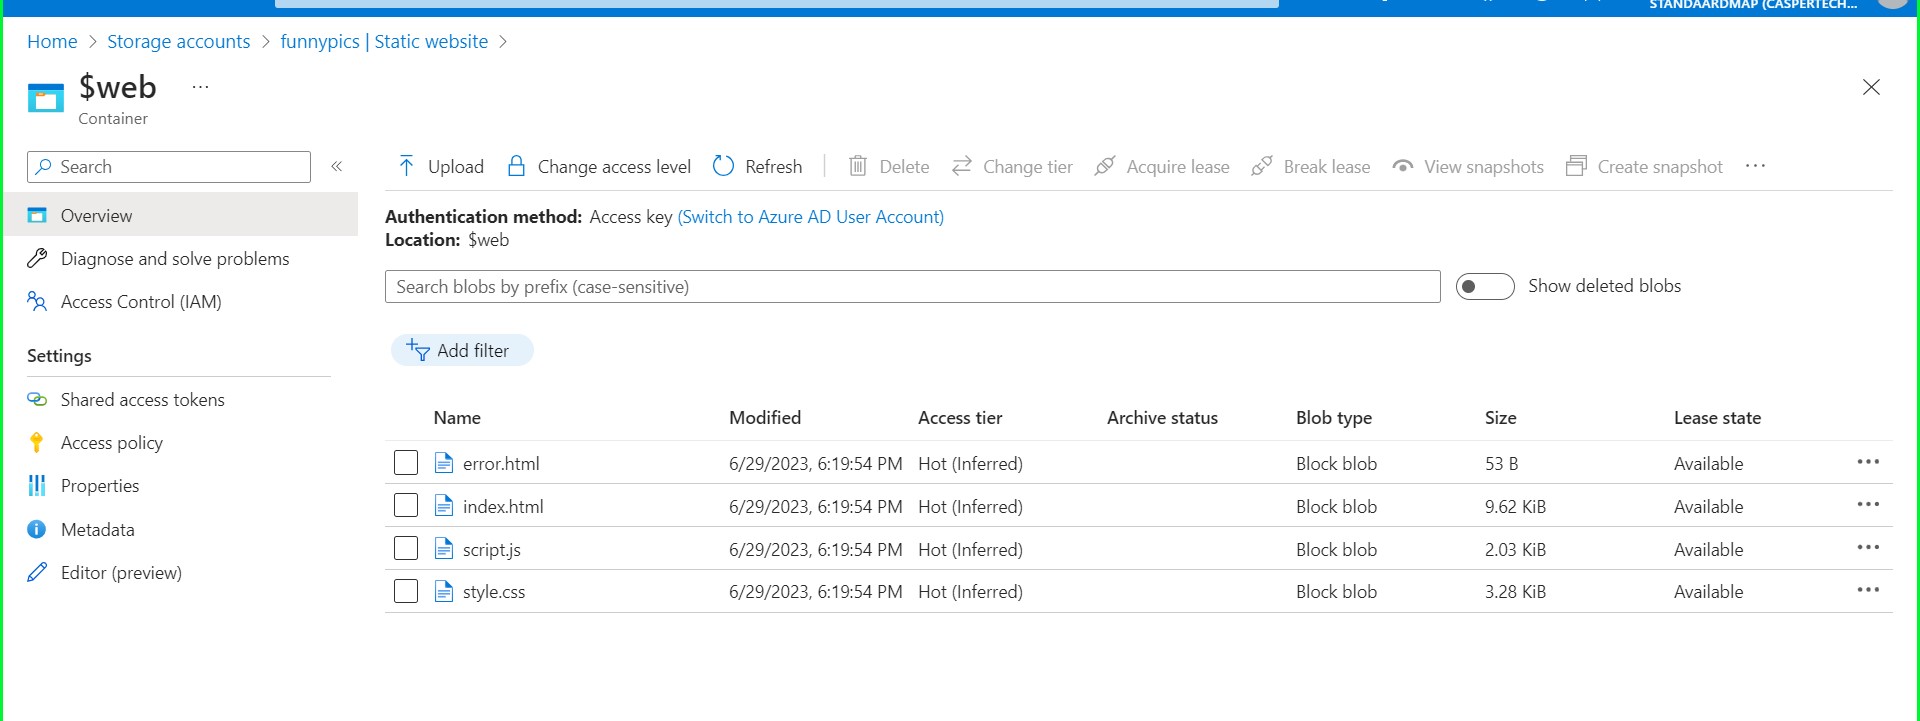 STANDAARDMAP (CASPERTECH...
Home > Storage accounts > funnypics | Static website >
$web ...
Container
Search «
Upload Change access level Refresh Delete Change tier Acquire lease Break lease View snapshots Create snapshot ...
Overview
Diagnose and solve problems
Access Control (IAM)
Settings
Shared access tokens
Access policy
Properties
Metadata
Editor (preview)
Authentication method: Access key (Switch to Azure AD User Account)
Location: $web
Search blobs by prefix (case-sensitive) Show deleted blobs
Add filter
Name Modified Access tier Archive status Blob type Size Lease state
error.html 6/29/2023, 6:19:54 PM Hot (Inferred) Block blob 53 B Available ...
index.html 6/29/2023, 6:19:54 PM Hot (Inferred) Block blob 9.62 KiB Available ...
script.js 6/29/2023, 6:19:54 PM Hot (Inferred) Block blob 2.03 KiB Available ...
style.css 6/29/2023, 6:19:54 PM Hot (Inferred) Block blob 3.28 KiB Available ...